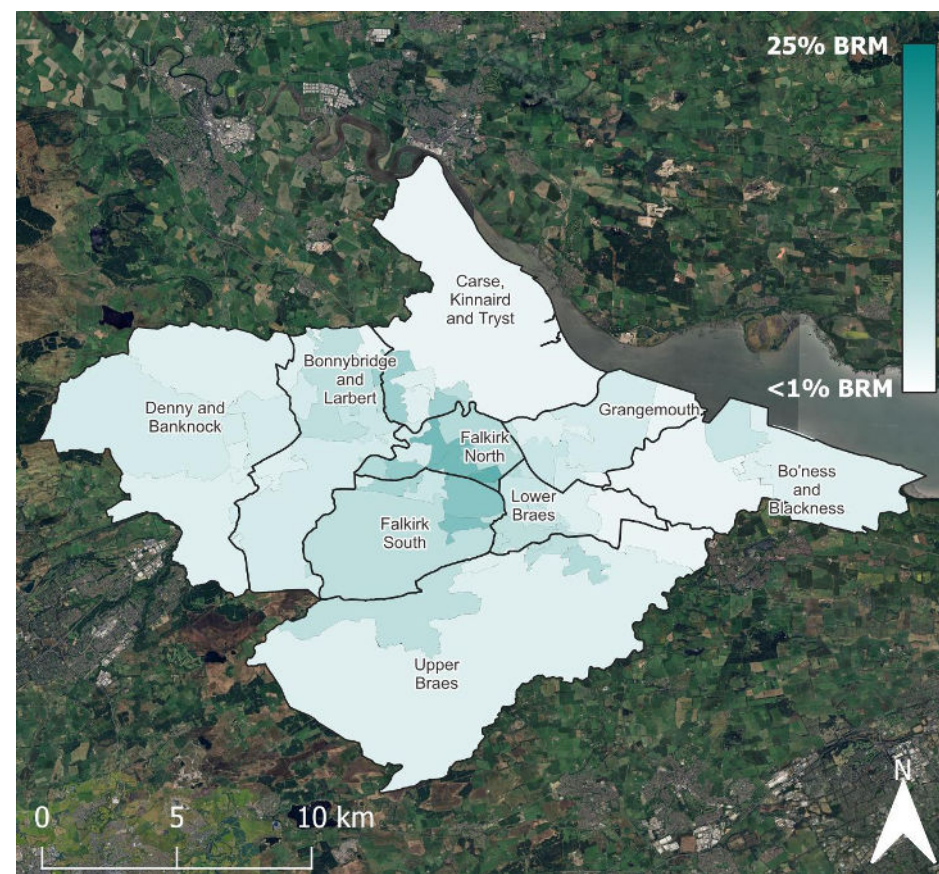 25% BRM
<1% BRM
Carse,
Kinnaird
and Tryst
Bonnybridge
and
Larbert
Denny and
Banknock
Grangemouth
Falkirk
North
Bo'ness
and
Blackness
Lower
Braes
Falkirk
South
Upper
Braes
N
0 5 10 km